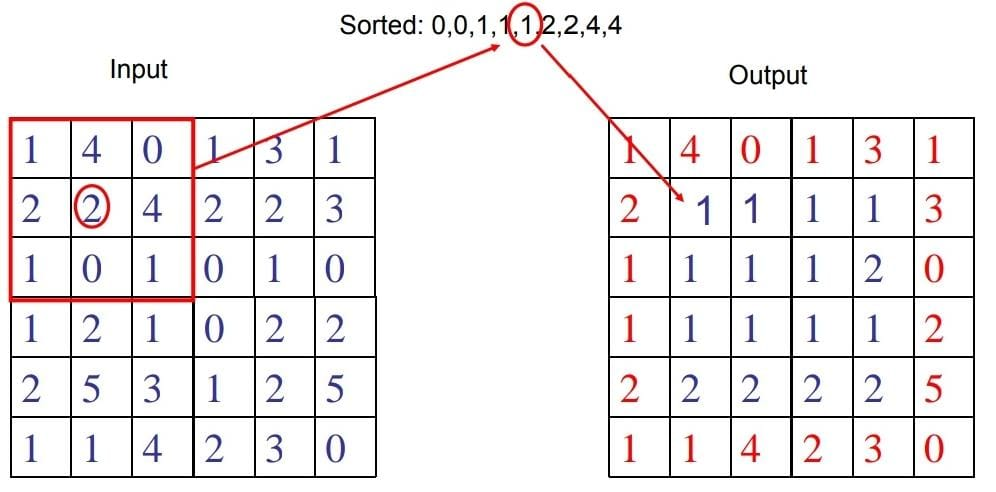 Sorted: 0,0,1,1,1,2,2,4,4
Input
Output
1 4 0 1 3 1
2 2 4 2 2 3
1 0 1 0 1 0
1 2 1 0 2 2
2 5 3 1 2 5
1 1 4 2 3 0
1 4 0 1 3 1
2 1 1 1 1 3
1 1 1 1 2 0
1 1 1 1 1 2
2 2 2 2 2 5
1 1 4 2 3 0